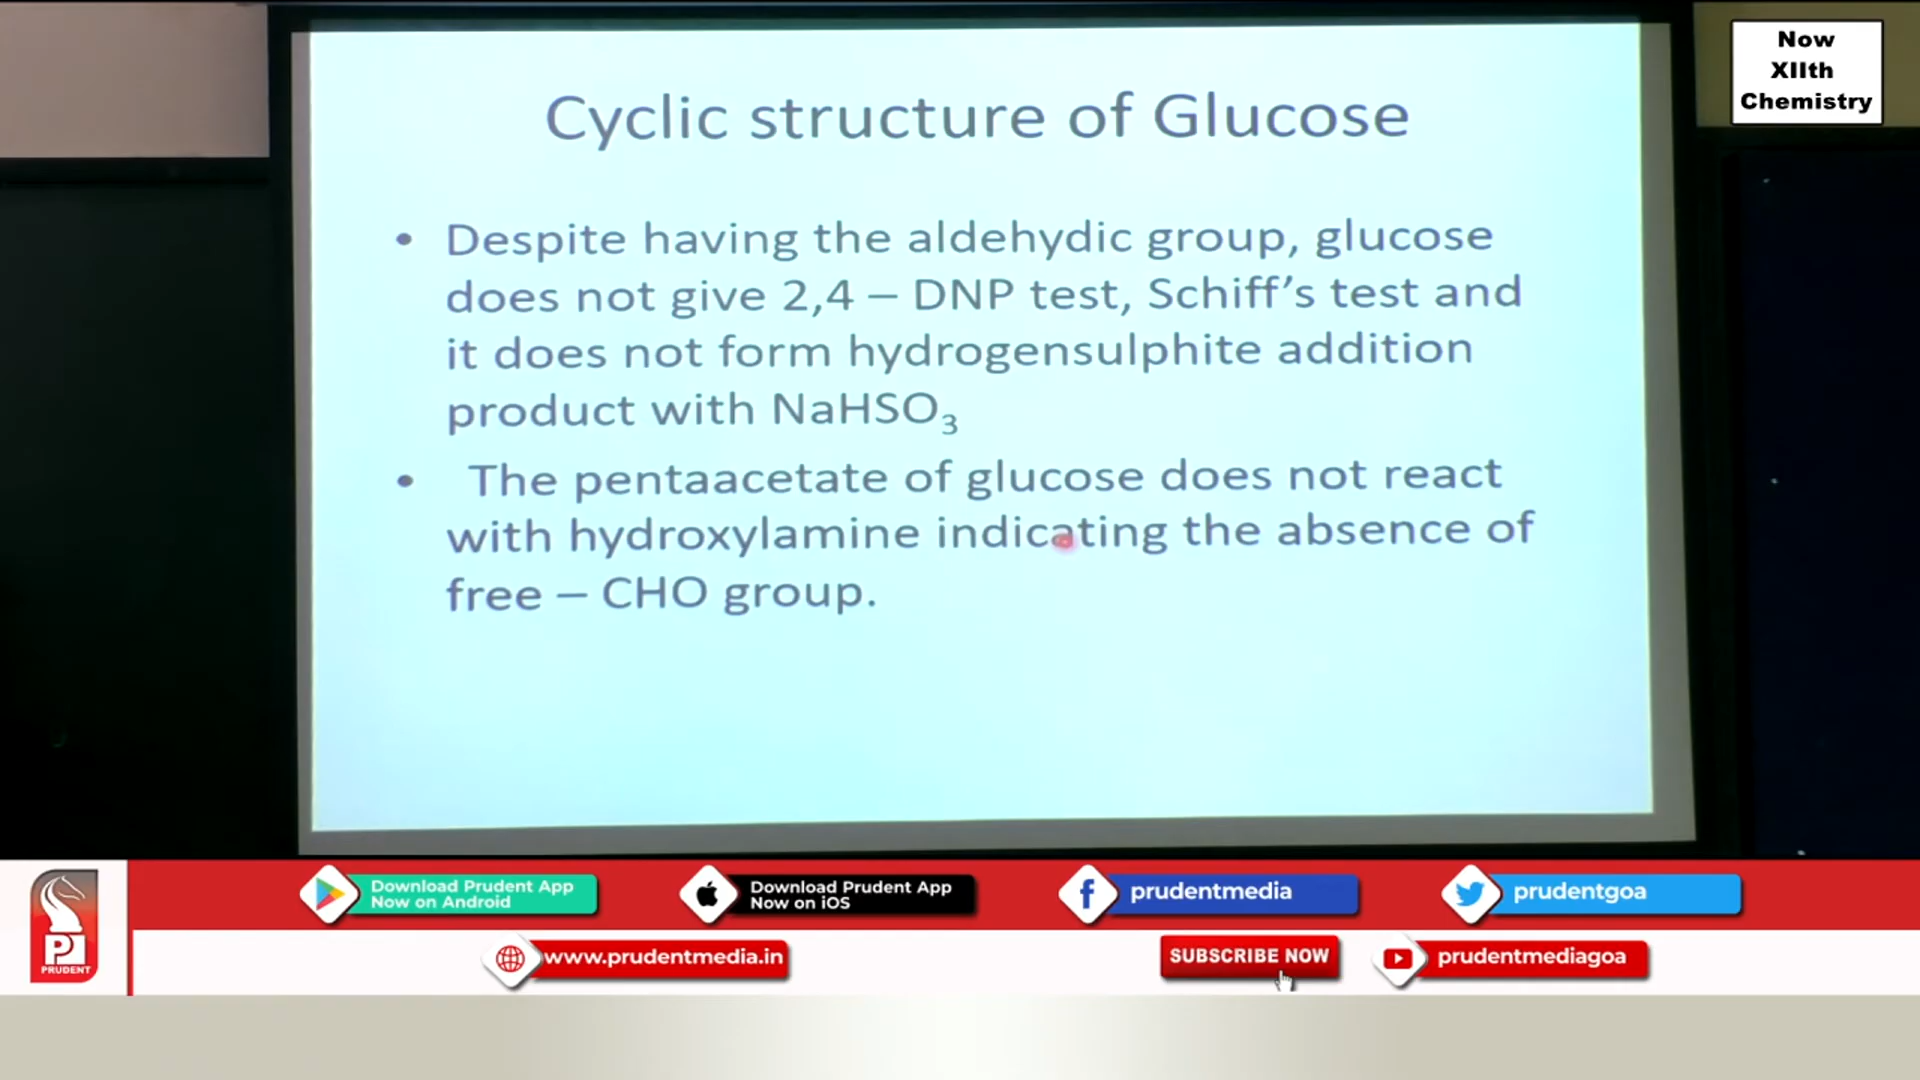 Now
XIIth
Chemistry
Cyclic structure of Glucose
• Despite having the aldehydic group, glucose
does not give 2,4 – DNP test, Schiff’s test and
it does not form hydrogensulphite addition
product with NaHSO₃
• The pentaacetate of glucose does not react
with hydroxylamine indicating the absence of
free – CHO group.
PRUDENT
Download Prudent App
Now on Android
Download Prudent App
Now on iOS
prudentmedia
prudentgoa
www.prudentmedia.in
SUBSCRIBE NOW
prudentmediagoa